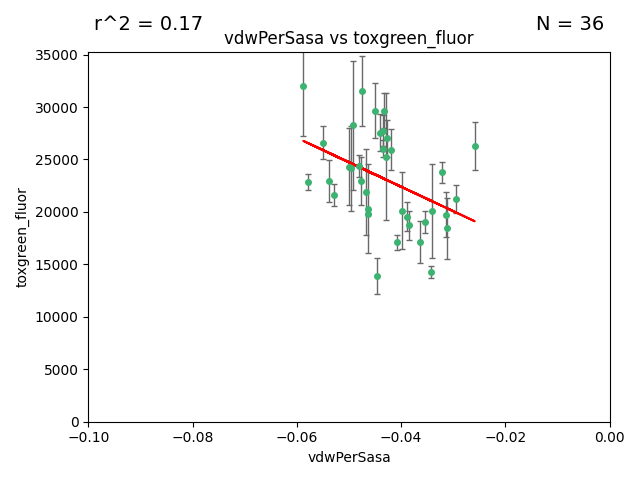 r^2 = 0.17
N = 36
vdwPerSasa vs toxgreen_fluor
35000
30000
25000
20000
15000
10000
5000
0
toxgreen_fluor
−0.10
−0.08
−0.06
−0.04
−0.02
0.00
vdwPerSasa